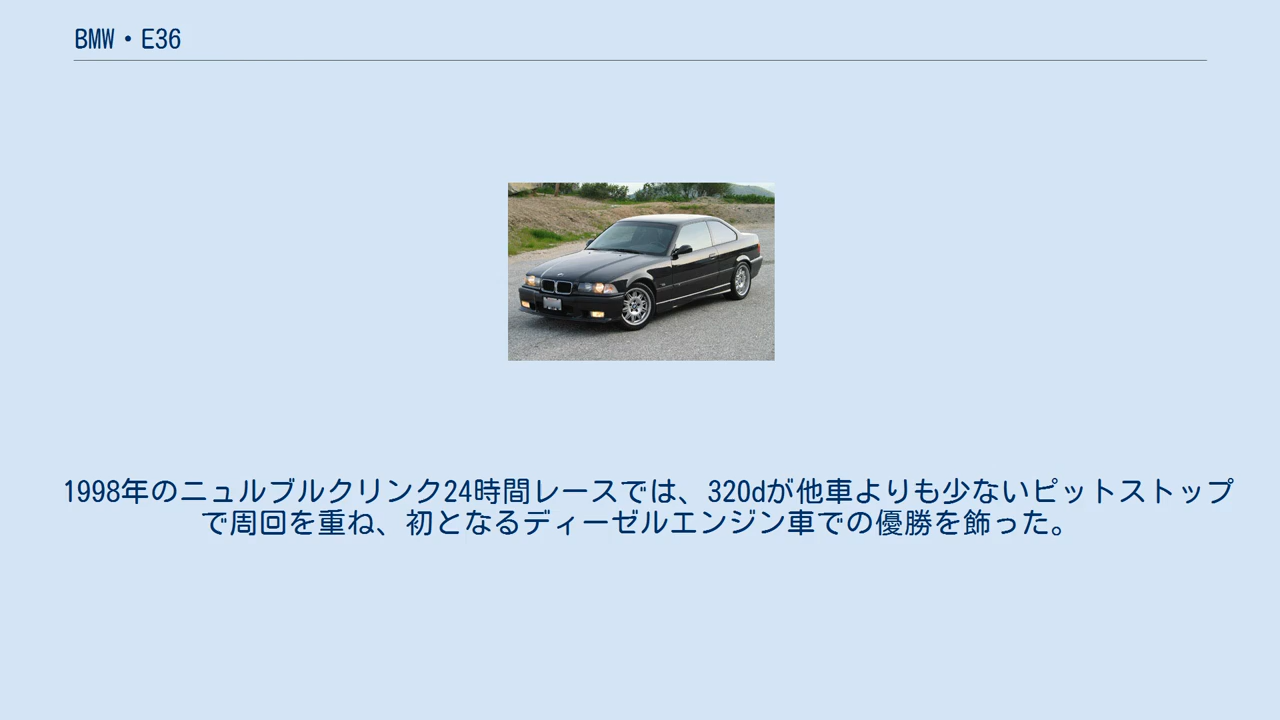 BMW・E36
1998年のニュルブルクリンク24時間レースでは、320dが他車よりも少ないピットストップ
で周回を重ね、初となるディーゼルエンジン車での優勝を飾った。